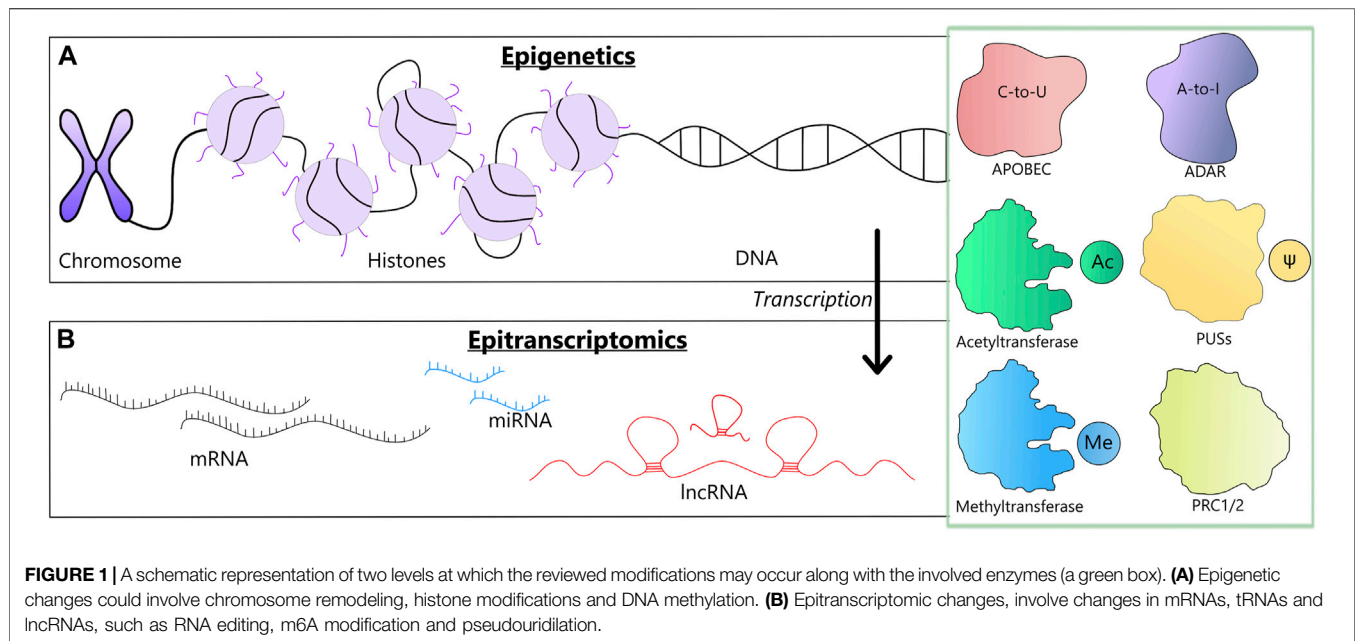 A
Epigenetics
Chromosome
Histones
DNA
Transcription
B
Epitranscriptomics
mRNA
miRNA
lncRNA
C-to-U
APOBEC
A-to-I
ADAR
Ac
Acetyltransferase
Ψ
PUSs
Me
Methyltransferase
PRC1/2
FIGURE 1 | A schematic representation of two levels at which the reviewed modifications may occur along with the involved enzymes (a green box). (A) Epigenetic
changes could involve chromosome remodeling, histone modifications and DNA methylation. (B) Epitranscriptomic changes, involve changes in mRNAs, tRNAs and
lncRNAs, such as RNA editing, m6A modification and pseudouridilation.